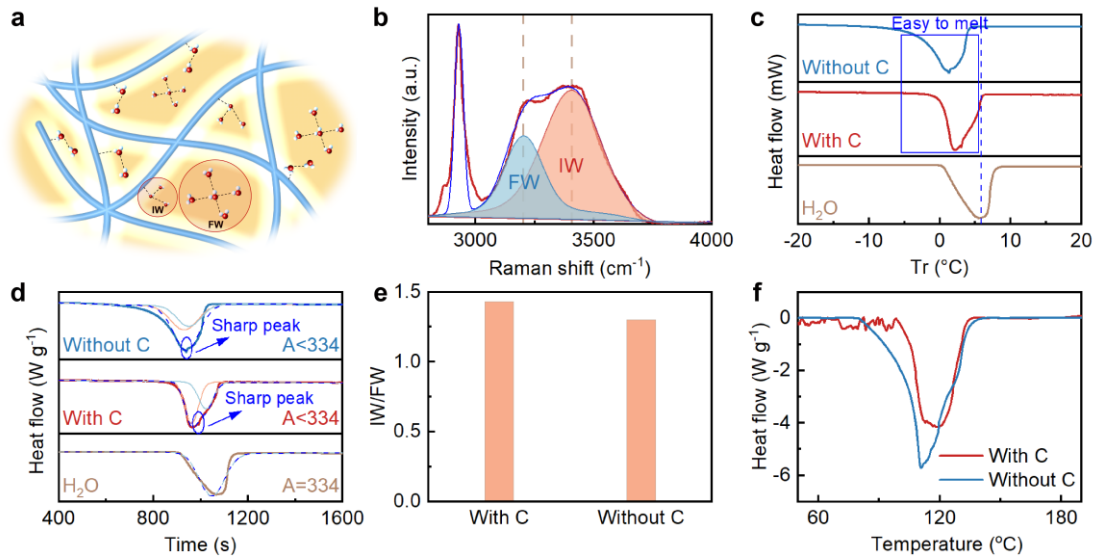 a
IW
FW
b
Intensity (a.u.)
FW
IW
3000 3500 4000
Raman shift (cm⁻¹)
c
Heat flow (mW)
Easy to melt
Without C
With C
H₂O
-20 -10 0 10 20
Tr (°C)
d
Heat flow (W g⁻¹)
Sharp peak
Without C A<334
Sharp peak
With C A<334
H₂O A=334
400 800 1200 1600
Time (s)
e
IW/FW
1.5
1.0
0.5
0.0
With C Without C
f
Heat flow (W g⁻¹)
0
-2
-4
-6
With C
Without C
60 90 120 150 180
Temperature (°C)